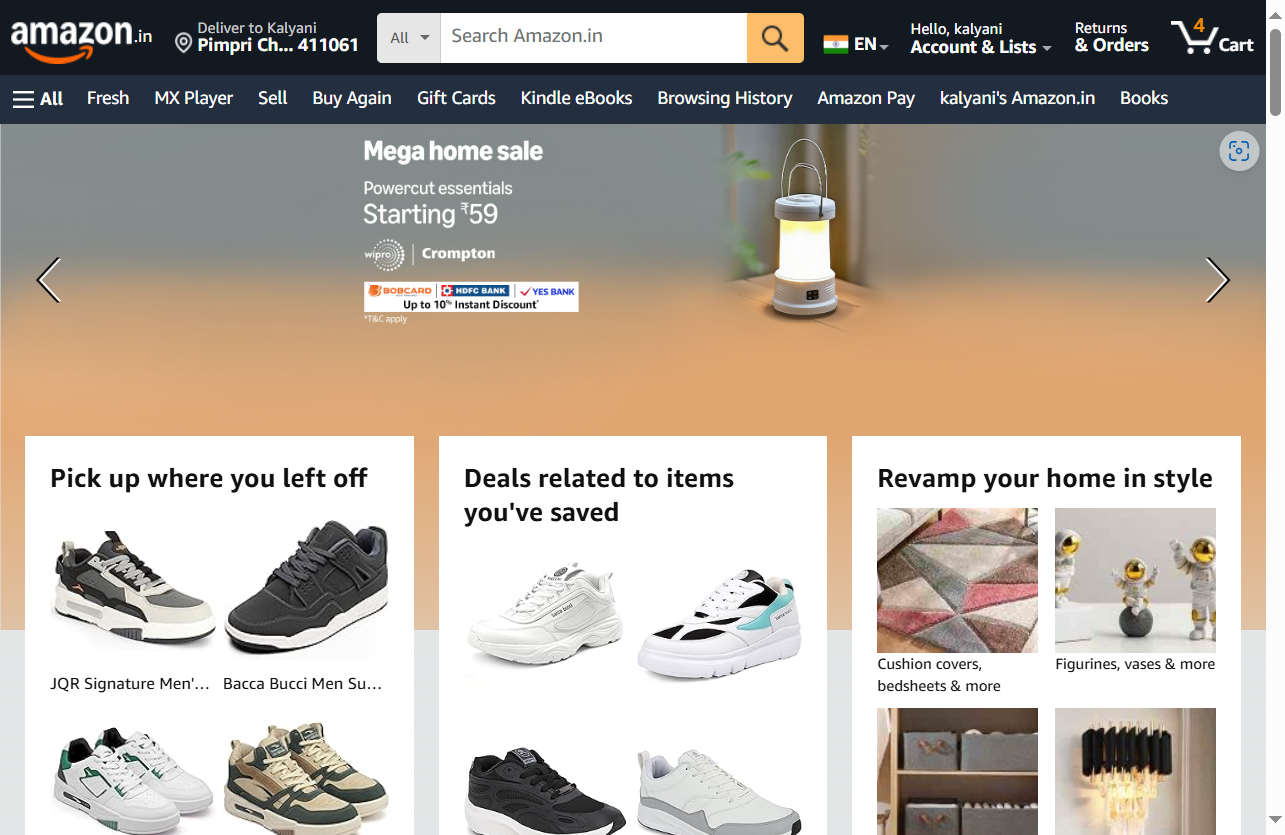 amazon.in
Deliver to Kalyani
Pimpri Ch... 411061
All
Search Amazon.in
EN
Hello, kalyani
Account & Lists
Returns
& Orders
4
Cart
All
Fresh
MX Player
Sell
Buy Again
Gift Cards
Kindle eBooks
Browsing History
Amazon Pay
kalyani's Amazon.in
Books
Mega home sale
Powercut essentials
Starting ₹59
wipro
Crompton
BOBCARD
HDFC BANK
YES BANK
Up to 10% Instant Discount*
*T&C apply
Pick up where you left off
JQR Signature Men'...
Bacca Bucci Men Su...
Deals related to items
you've saved
Revamp your home in style
Cushion covers,
bedsheets & more
Figurines, vases & more